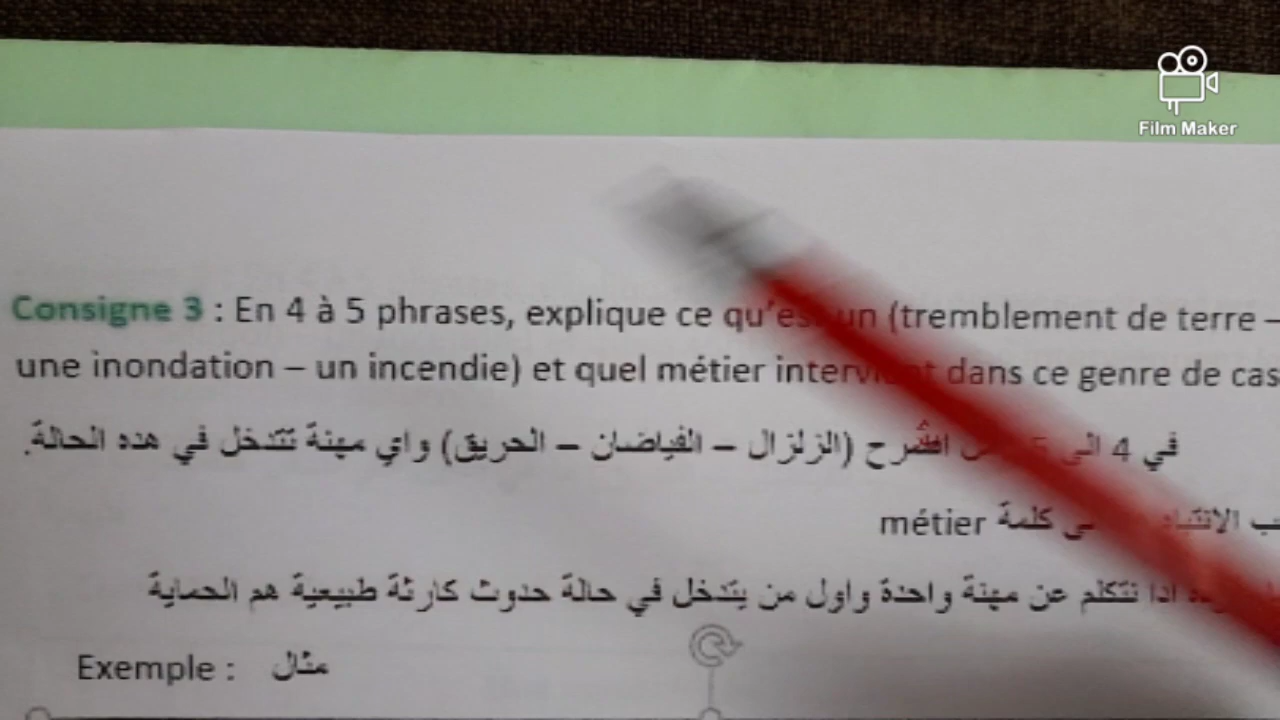 Film Maker
Consigne 3 : En 4 à 5 phrases, explique ce qu'est un (tremblement de terre –
une inondation – un incendie) et quel métier intervient dans ce genre de cas
في 4 الى 5 اشرح (الزلزال – الفياضان – الحريق) واي مهنة تتدخل في هذه الحالة.
كلمة métier
اذا نتكلم عن مهنة واحدة واول من يتدخل في حالة حدوث كارثة طبيعية هم الحماية
Exemple : مثال